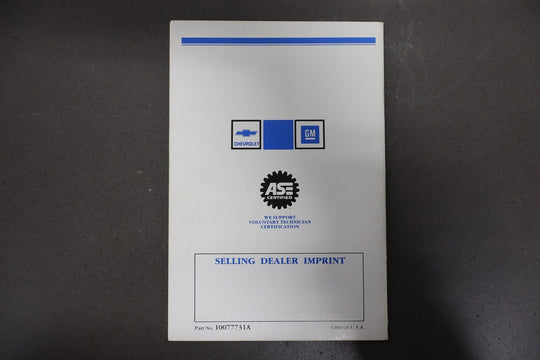 CHEVROLET
GM
ASE
CERTIFIED
WE SUPPORT
VOLUNTARY TECHNICIAN
CERTIFICATION
SELLING DEALER IMPRINT
Part No. 10077731A
Litho in U.S.A.